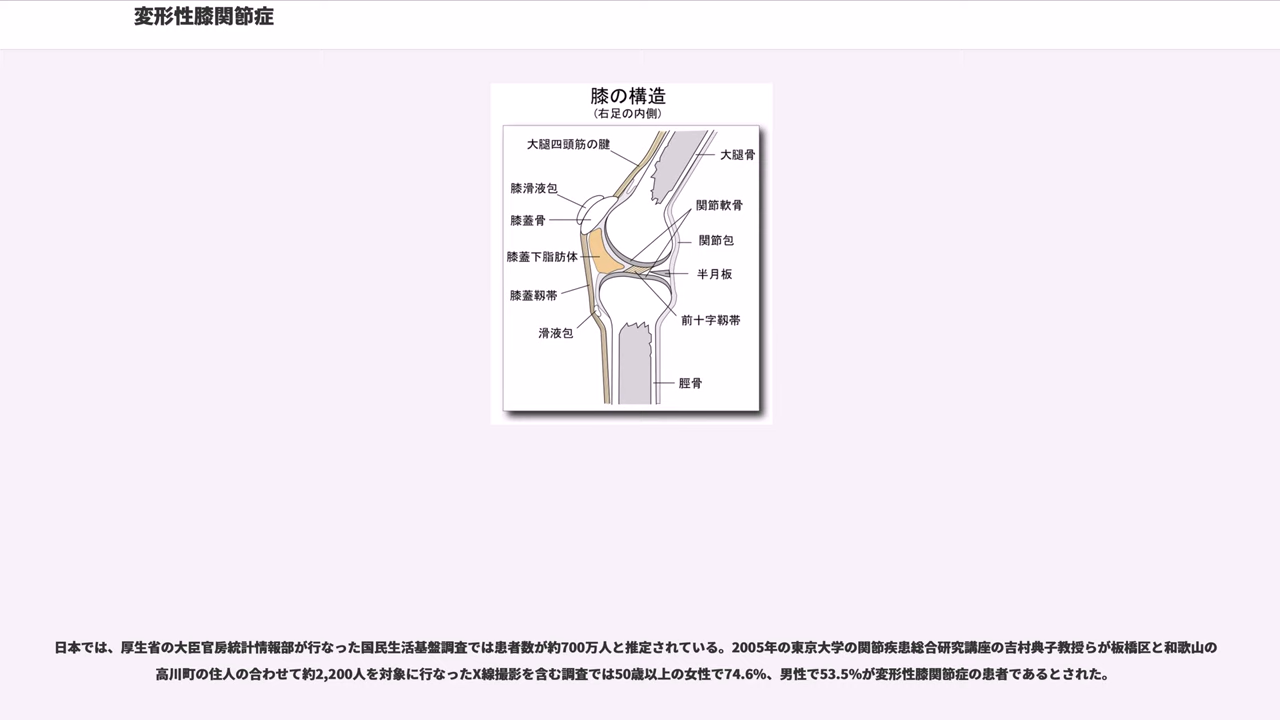 変形性膝関節症
膝の構造
(右足の内側)
大腿四頭筋の腱
大腿骨
膝滑液包
関節軟骨
膝蓋骨
関節包
膝蓋下脂肪体
半月板
膝蓋靱帯
前十字靱帯
滑液包
脛骨
日本では、厚生省の大臣官房統計情報部が行なった国民生活基盤調査では患者数が約700万人と推定されている。2005年の東京大学の関節疾患総合研究講座の吉村典子教授らが板橋区と和歌山の
高川町の住人の合わせて約2,200人を対象に行なったX線撮影を含む調査では50歳以上の女性で74.6%、男性で53.5%が変形性膝関節症の患者であるとされた。